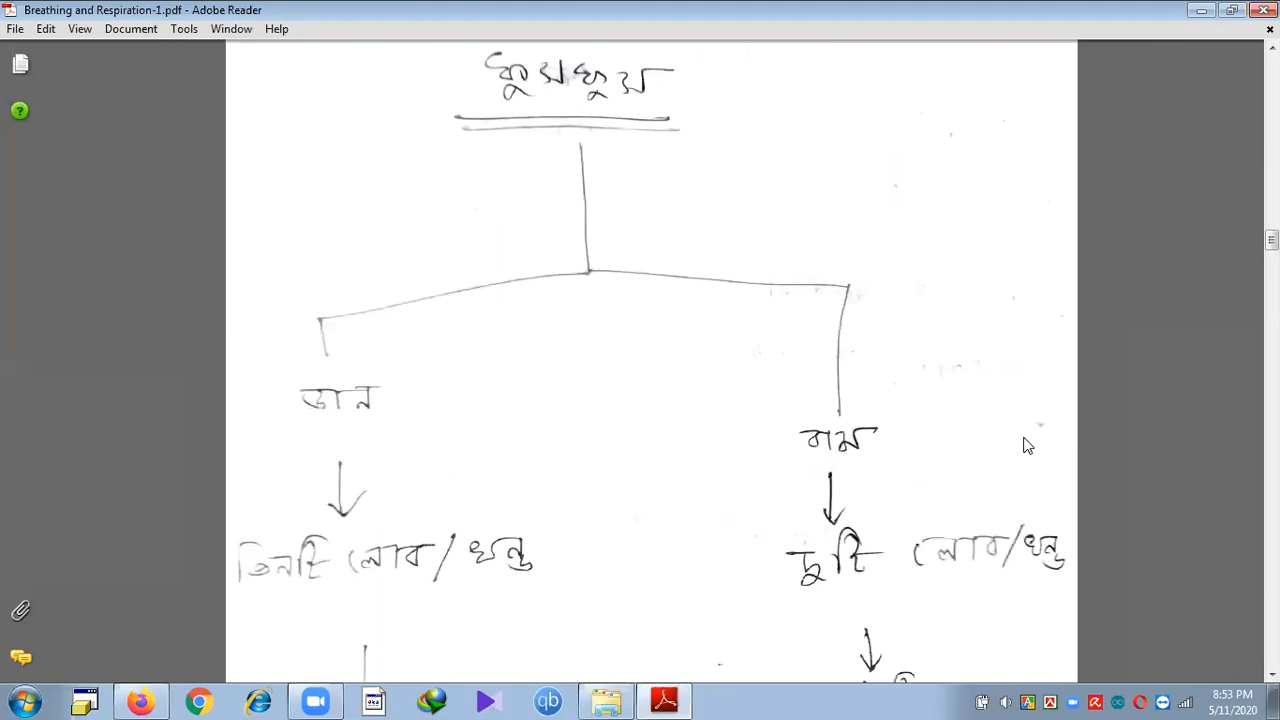 Breathing and Respiration-1.pdf - Adobe Reader
File Edit View Document Tools Window Help
ফুসফুস
ডান
বাম
তিনটি লোব/খন্ড
দুটি লোব/খন্ড
8:53 PM
5/11/2020